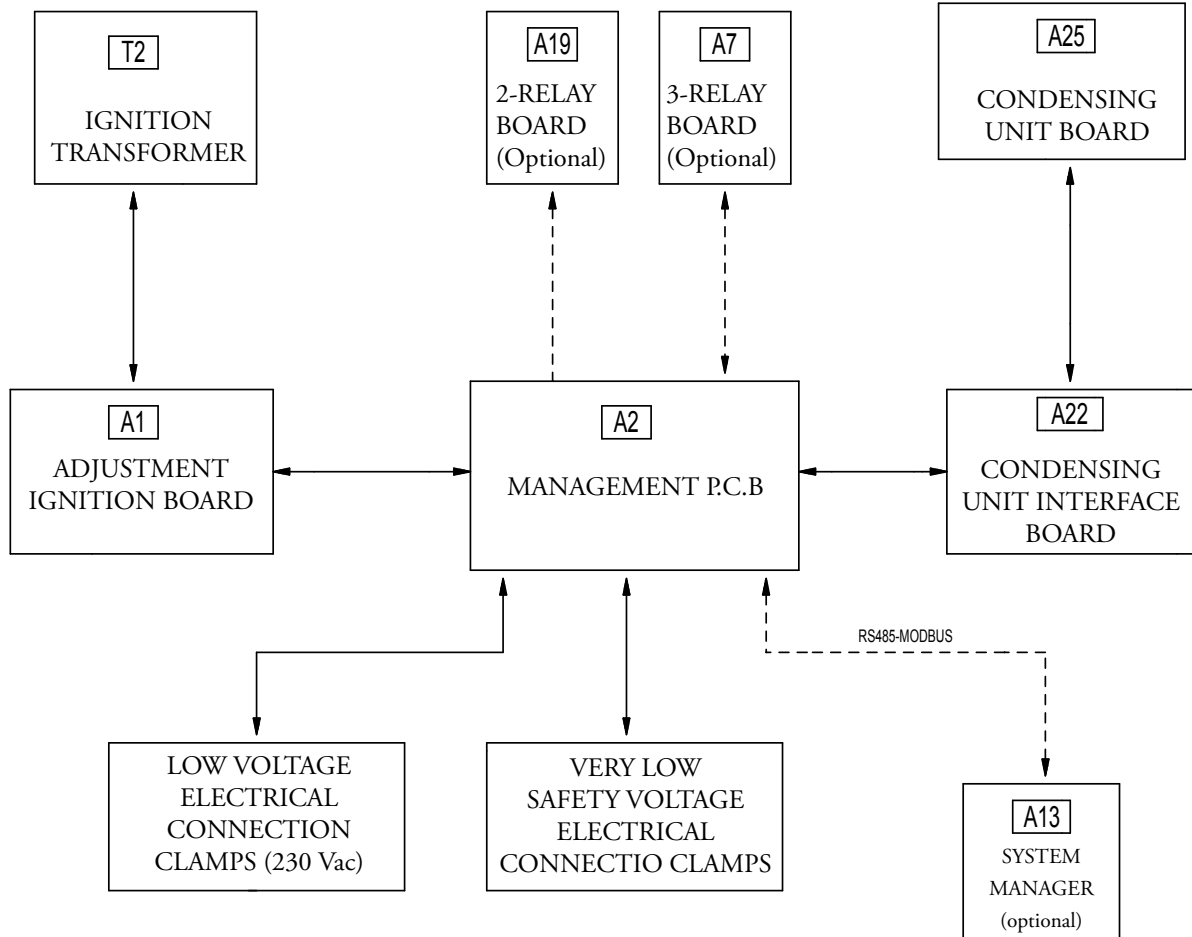 T2
IGNITION
TRANSFORMER
A19
2-RELAY
BOARD
(Optional)
A7
3-RELAY
BOARD
(Optional)
A25
CONDENSING
UNIT BOARD
A1
ADJUSTMENT
IGNITION BOARD
A2
MANAGEMENT P.C.B
A22
CONDENSING
UNIT INTERFACE
BOARD
RS485-MODBUS
LOW VOLTAGE
ELECTRICAL
CONNECTION
CLAMPS (230 Vac)
VERY LOW
SAFETY VOLTAGE
ELECTRICAL
CONNECTIO CLAMPS
A13
SYSTEM
MANAGER
(optional)